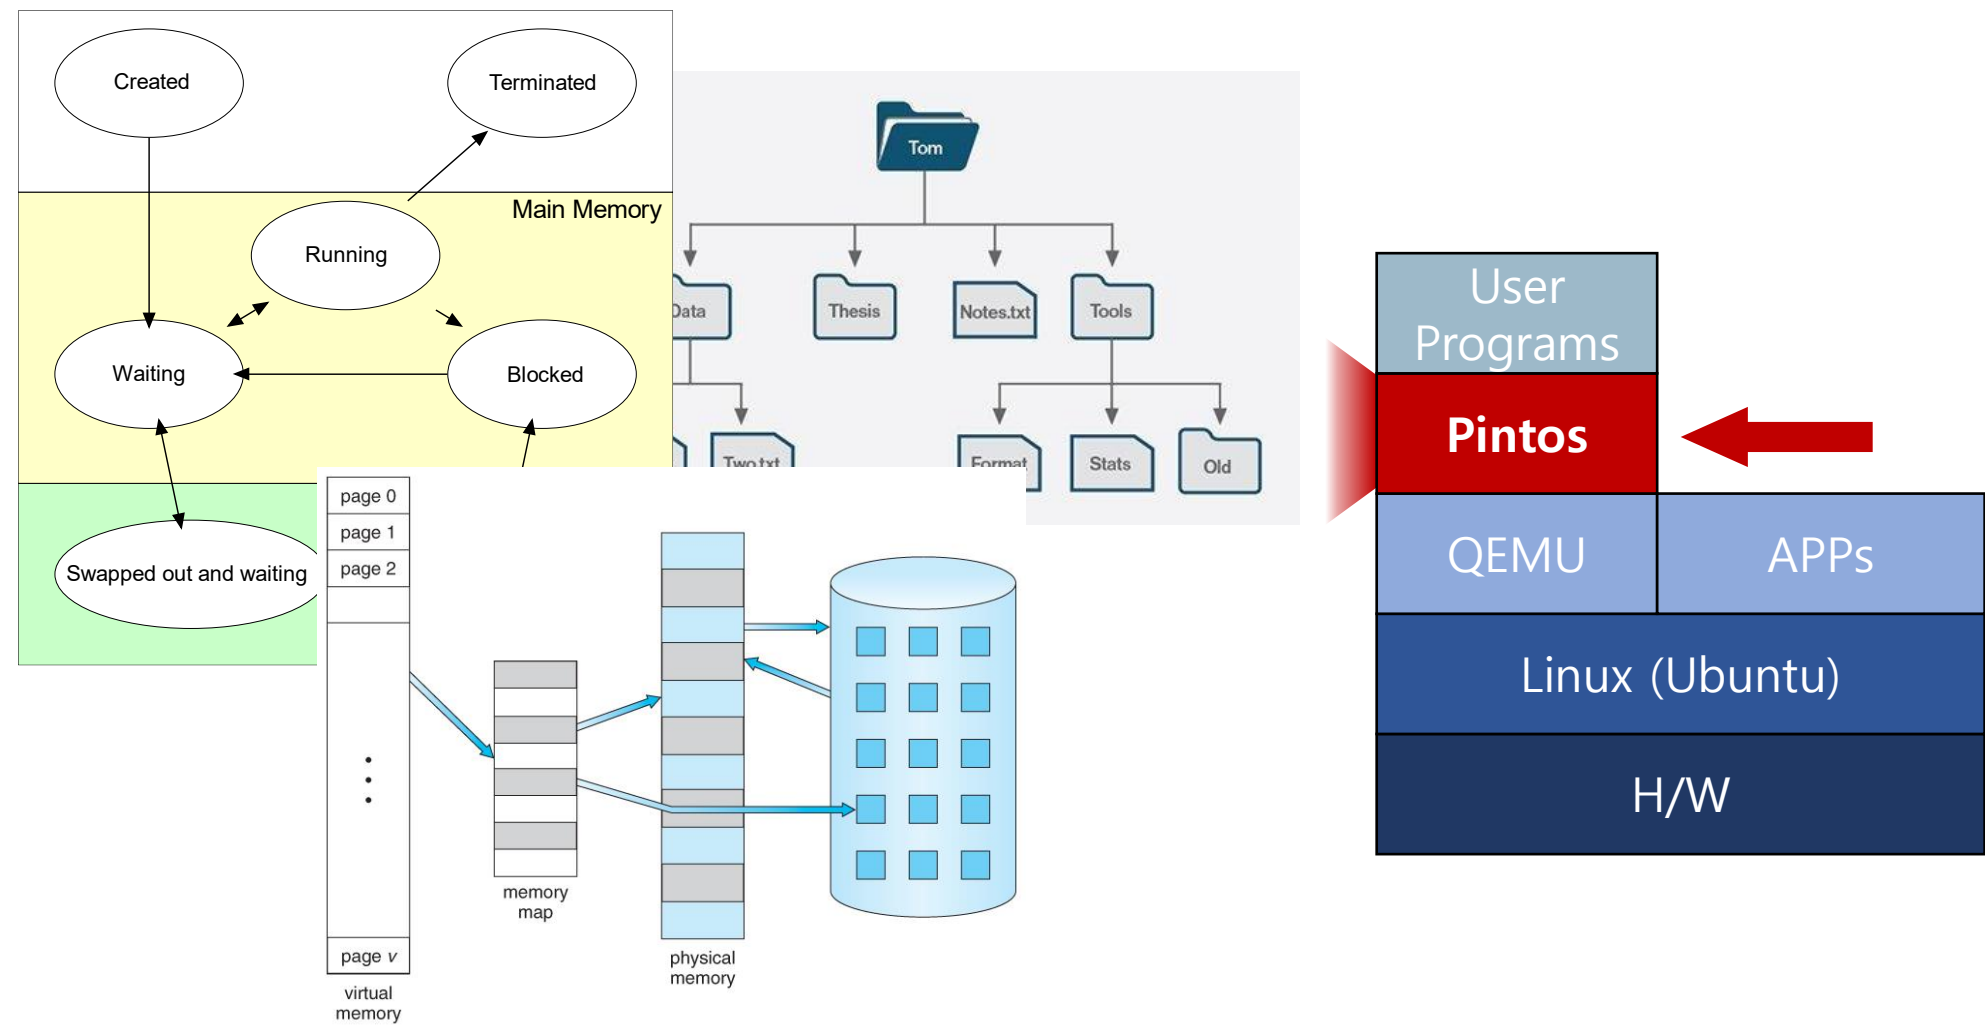 Created
Terminated
Main Memory
Running
Waiting
Blocked
Swapped out and waiting
Tom
Data
Thesis
Notes.txt
Tools
Two.txt
Format
Stats
Old
page 0
page 1
page 2
page v
virtual
memory
memory
map
physical
memory
User
Programs
Pintos
QEMU
APPs
Linux (Ubuntu)
H/W